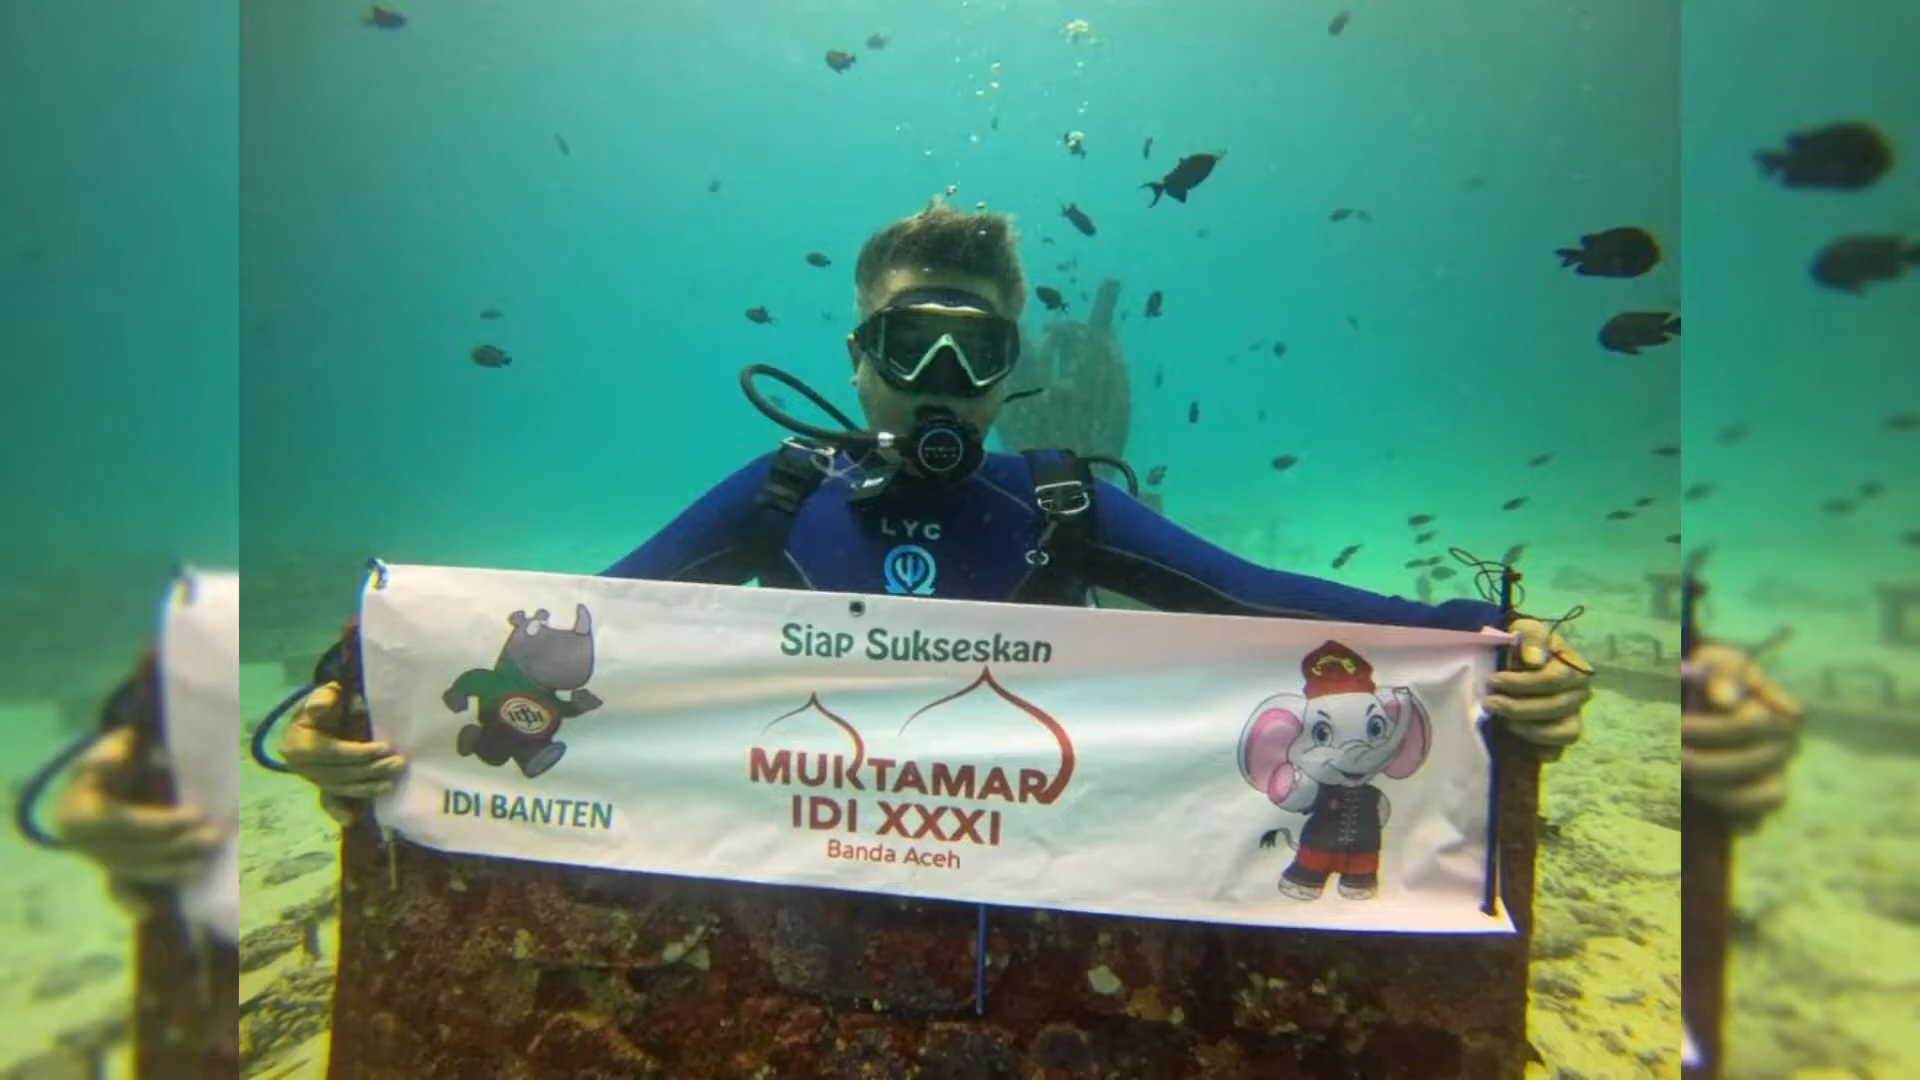 LYC
Siap Sukseskan
MUKTAMAR
IDI XXXI
Banda Aceh
IDI BANTEN